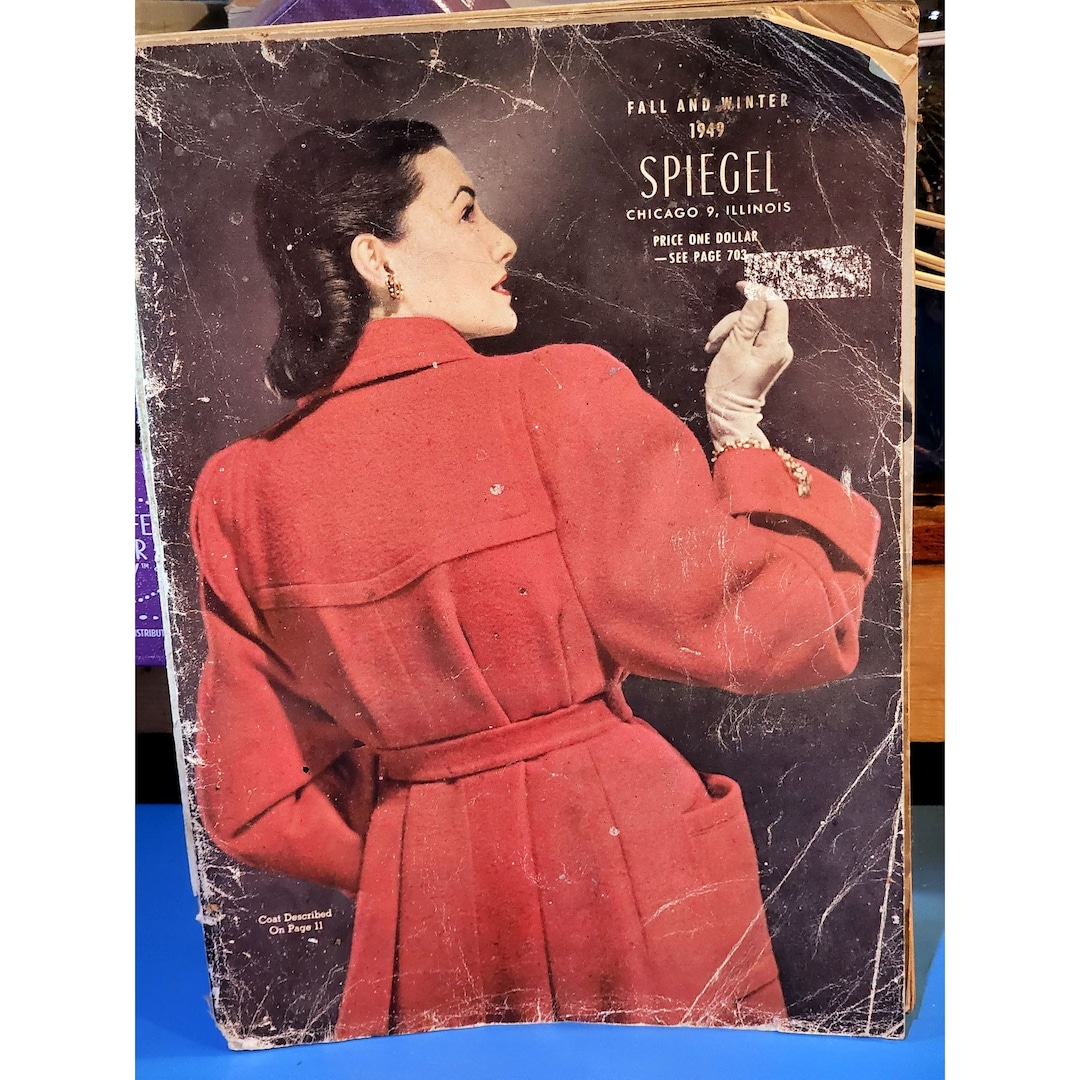 FALL AND WINTER
1949
SPIEGEL
CHICAGO 9, ILLINOIS
PRICE ONE DOLLAR
—SEE PAGE 703
Coat Described
On Page 11